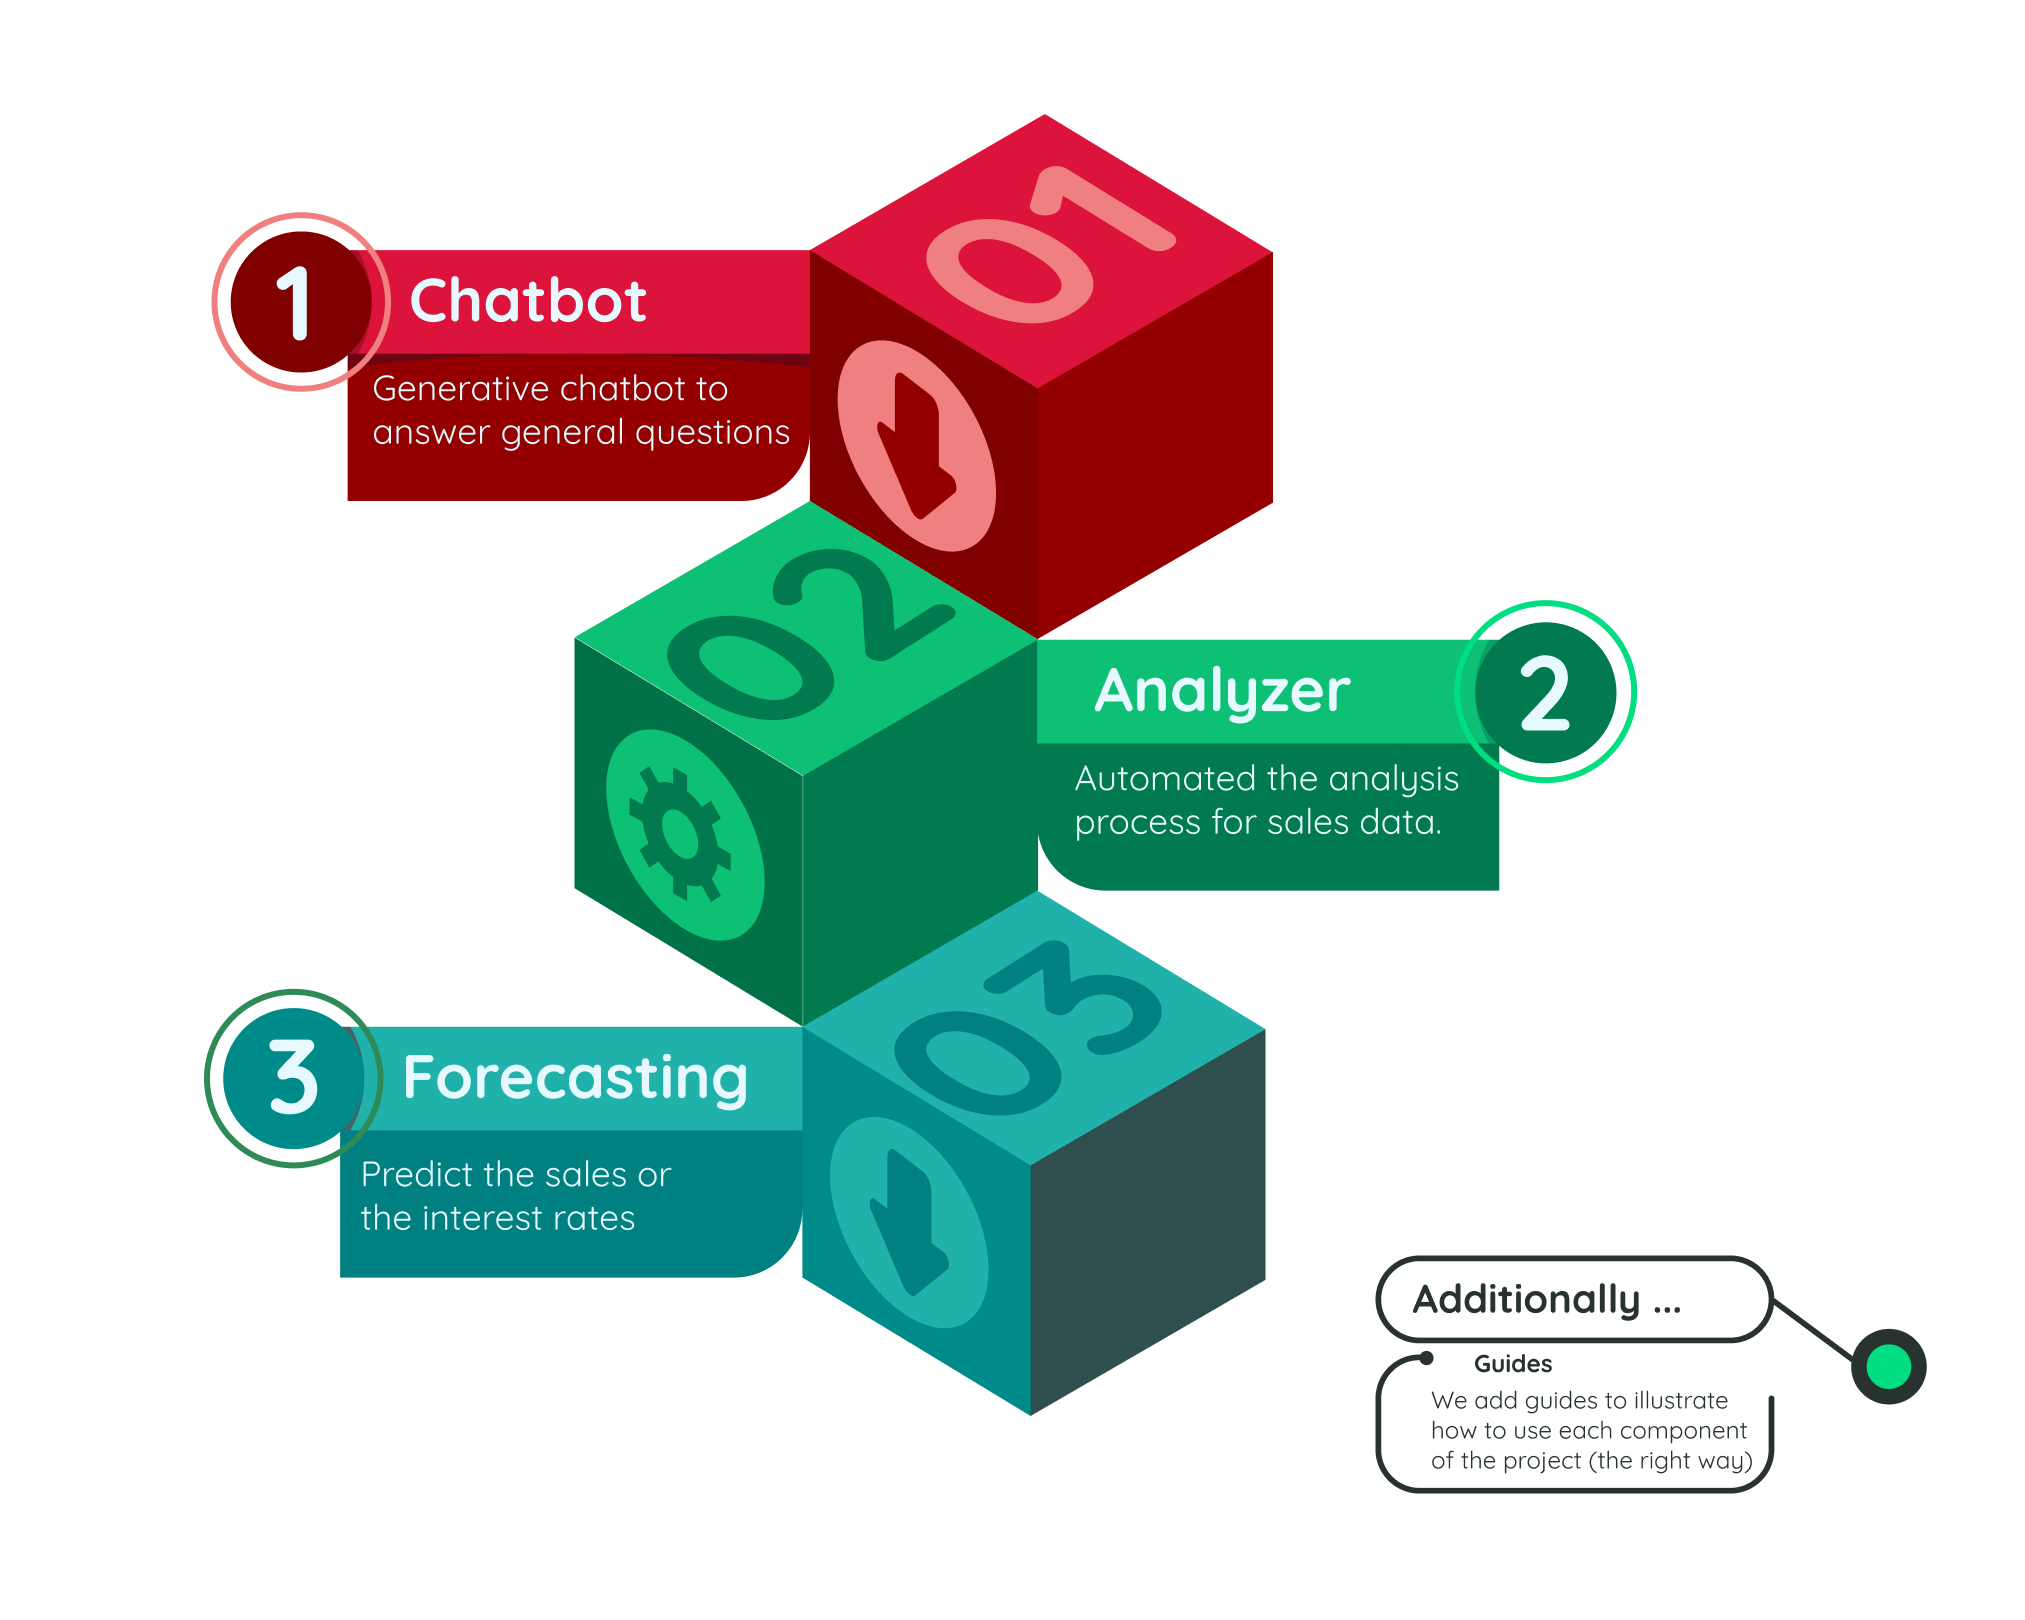 01
1
Chatbot
Generative chatbot to
answer general questions
02
2
Analyzer
Automated the analysis
process for sales data.
03
3
Forecasting
Predict the sales or
the interest rates
Additionally ...
Guides
We add guides to illustrate
how to use each component
of the project (the right way)